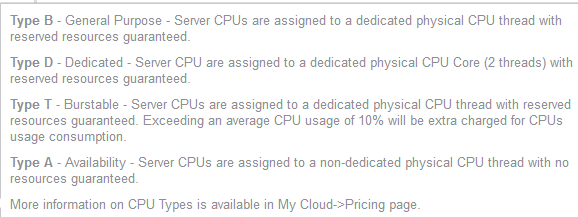 Type B - General Purpose - Server CPUs are assigned to a dedicated physical CPU thread with
reserved resources guaranteed.
Type D - Dedicated - Server CPU are assigned to a dedicated physical CPU Core (2 threads) with
reserved resources guaranteed.
Type T - Burstable - Server CPUs are assigned to a dedicated physical CPU thread with reserved
resources guaranteed. Exceeding an average CPU usage of 10% will be extra charged for CPUs
usage consumption.
Type A - Availability - Server CPUs are assigned to a non-dedicated physical CPU thread with no
resources guaranteed.
More information on CPU Types is available in My Cloud->Pricing page.